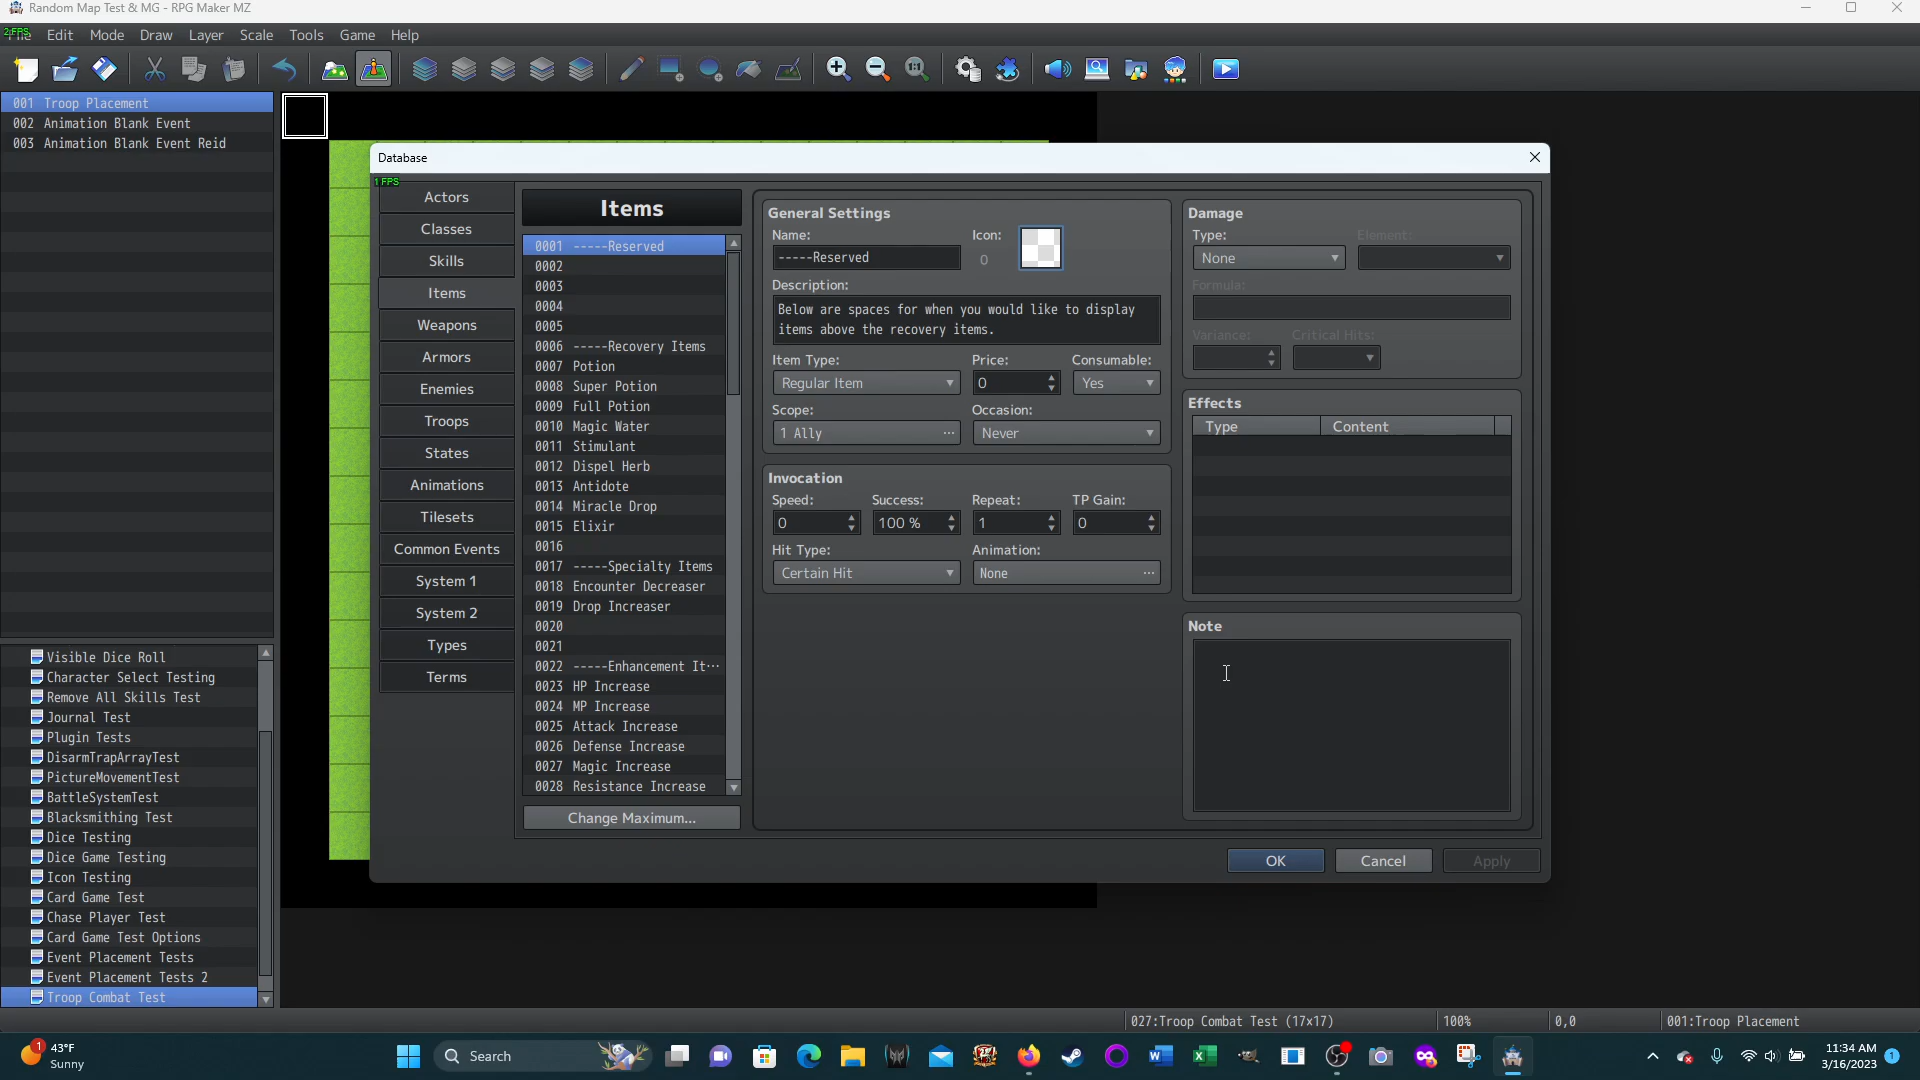 Random Map Test & MG - RPG Maker MZ
File Edit Mode Draw Layer Scale Tools Game Help
2 FPS
001 Troop Placement
002 Animation Blank Event
003 Animation Blank Event Reid
Visible Dice Roll
Character Select Testing
Remove All Skills Test
Journal Test
Plugin Tests
DisarmTrapArrayTest
PictureMovementTest
BattleSystemTest
Blacksmithing Test
Dice Testing
Dice Game Testing
Icon Testing
Card Game Test
Chase Player Test
Card Game Test Options
Event Placement Tests
Event Placement Tests 2
Troop Combat Test
Database
1 FPS
Actors
Classes
Skills
Items
Weapons
Armors
Enemies
Troops
States
Animations
Tilesets
Common Events
System 1
System 2
Types
Terms
Items
0001 -----Reserved
0002
0003
0004
0005
0006 -----Recovery Items
0007 Potion
0008 Super Potion
0009 Full Potion
0010 Magic Water
0011 Stimulant
0012 Dispel Herb
0013 Antidote
0014 Miracle Drop
0015 Elixir
0016
0017 -----Specialty Items
0018 Encounter Decreaser
0019 Drop Increaser
0020
0021
0022 -----Enhancement It…
0023 HP Increase
0024 MP Increase
0025 Attack Increase
0026 Defense Increase
0027 Magic Increase
0028 Resistance Increase
Change Maximum...
General Settings
Name: Icon:
-----Reserved 0
Description:
Below are spaces for when you would like to display
items above the recovery items.
Item Type: Price: Consumable:
Regular Item 0 Yes
Scope: Occasion:
1 Ally ... Never
Invocation
Speed: Success: Repeat: TP Gain:
0 100 % 1 0
Hit Type: Animation:
Certain Hit None ...
Damage
Type: Element:
None
Formula:
Variance: Critical Hits:
Effects
Type Content
Note
OK Cancel Apply
027:Troop Combat Test (17x17) 100% 0,0 001:Troop Placement
1 43°F
Sunny
Search
11:34 AM
3/16/2023
1
1:1